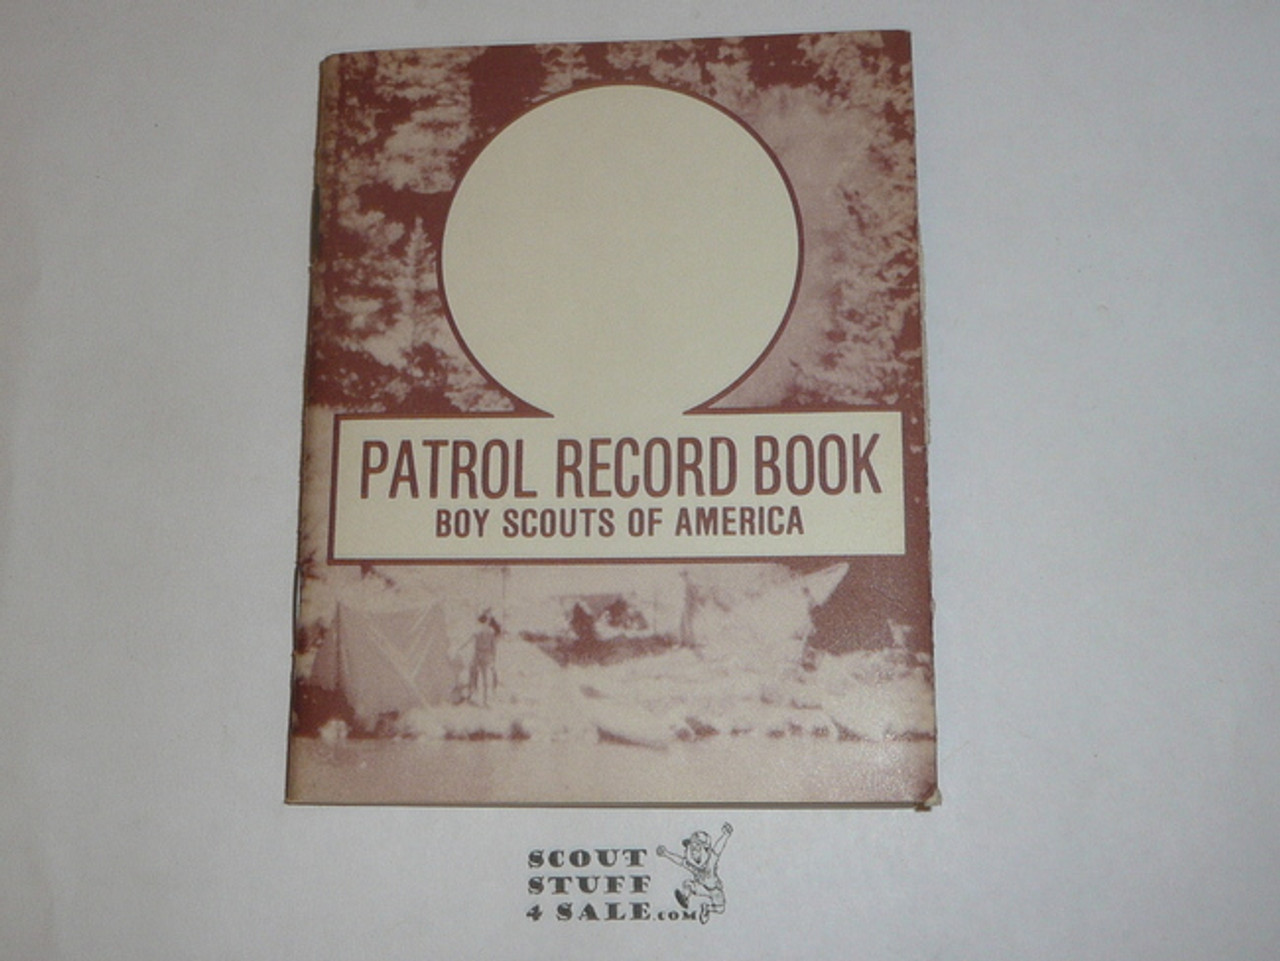 PATROL RECORD BOOK
BOY SCOUTS OF AMERICA
SCOUT
STUFF
4 SALE.COM